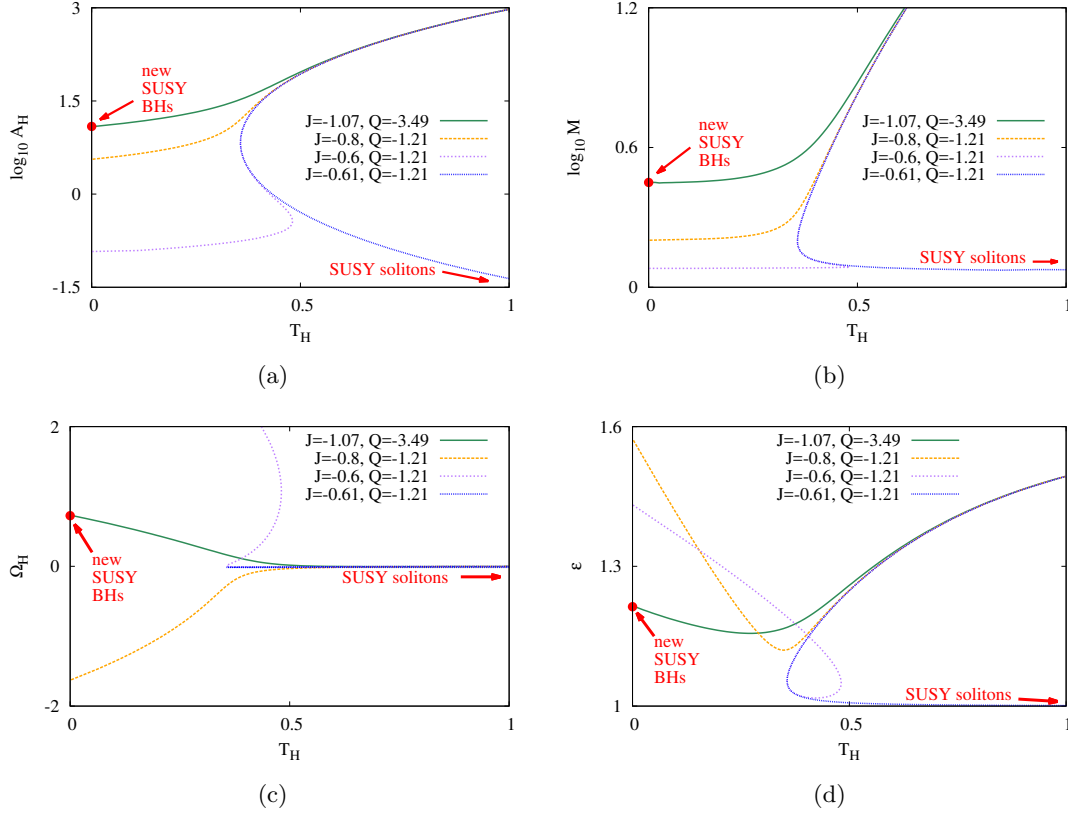 3
1.5
0
-1.5
log₁₀ A_H
new
SUSY
BHs
J=-1.07, Q=-3.49
J=-0.8, Q=-1.21
J=-0.6, Q=-1.21
J=-0.61, Q=-1.21
SUSY solitons
0 0.5 1
T_H
(a)
1.2
0.6
0
log₁₀ M
new
SUSY
BHs
J=-1.07, Q=-3.49
J=-0.8, Q=-1.21
J=-0.6, Q=-1.21
J=-0.61, Q=-1.21
SUSY solitons
0 0.5 1
T_H
(b)
2
0
-2
Ω_H
J=-1.07, Q=-3.49
J=-0.8, Q=-1.21
J=-0.6, Q=-1.21
J=-0.61, Q=-1.21
new
SUSY
BHs
SUSY solitons
0 0.5 1
T_H
(c)
1.6
1.3
1
ε
J=-1.07, Q=-3.49
J=-0.8, Q=-1.21
J=-0.6, Q=-1.21
J=-0.61, Q=-1.21
new
SUSY
BHs
SUSY solitons
0 0.5 1
T_H
(d)